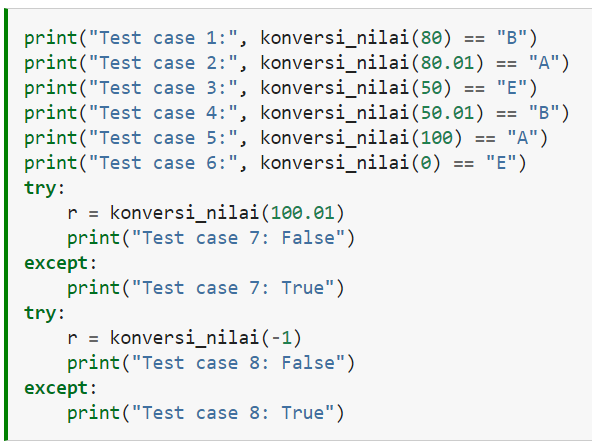 print("Test case 1:", konversi_nilai(80) == "B")
print("Test case 2:", konversi_nilai(80.01) == "A")
print("Test case 3:", konversi_nilai(50) == "E")
print("Test case 4:", konversi_nilai(50.01) == "B")
print("Test case 5:", konversi_nilai(100) == "A")
print("Test case 6:", konversi_nilai(0) == "E")
try:
    r = konversi_nilai(100.01)
    print("Test case 7: False")
except:
    print("Test case 7: True")
try:
    r = konversi_nilai(-1)
    print("Test case 8: False")
except:
    print("Test case 8: True")